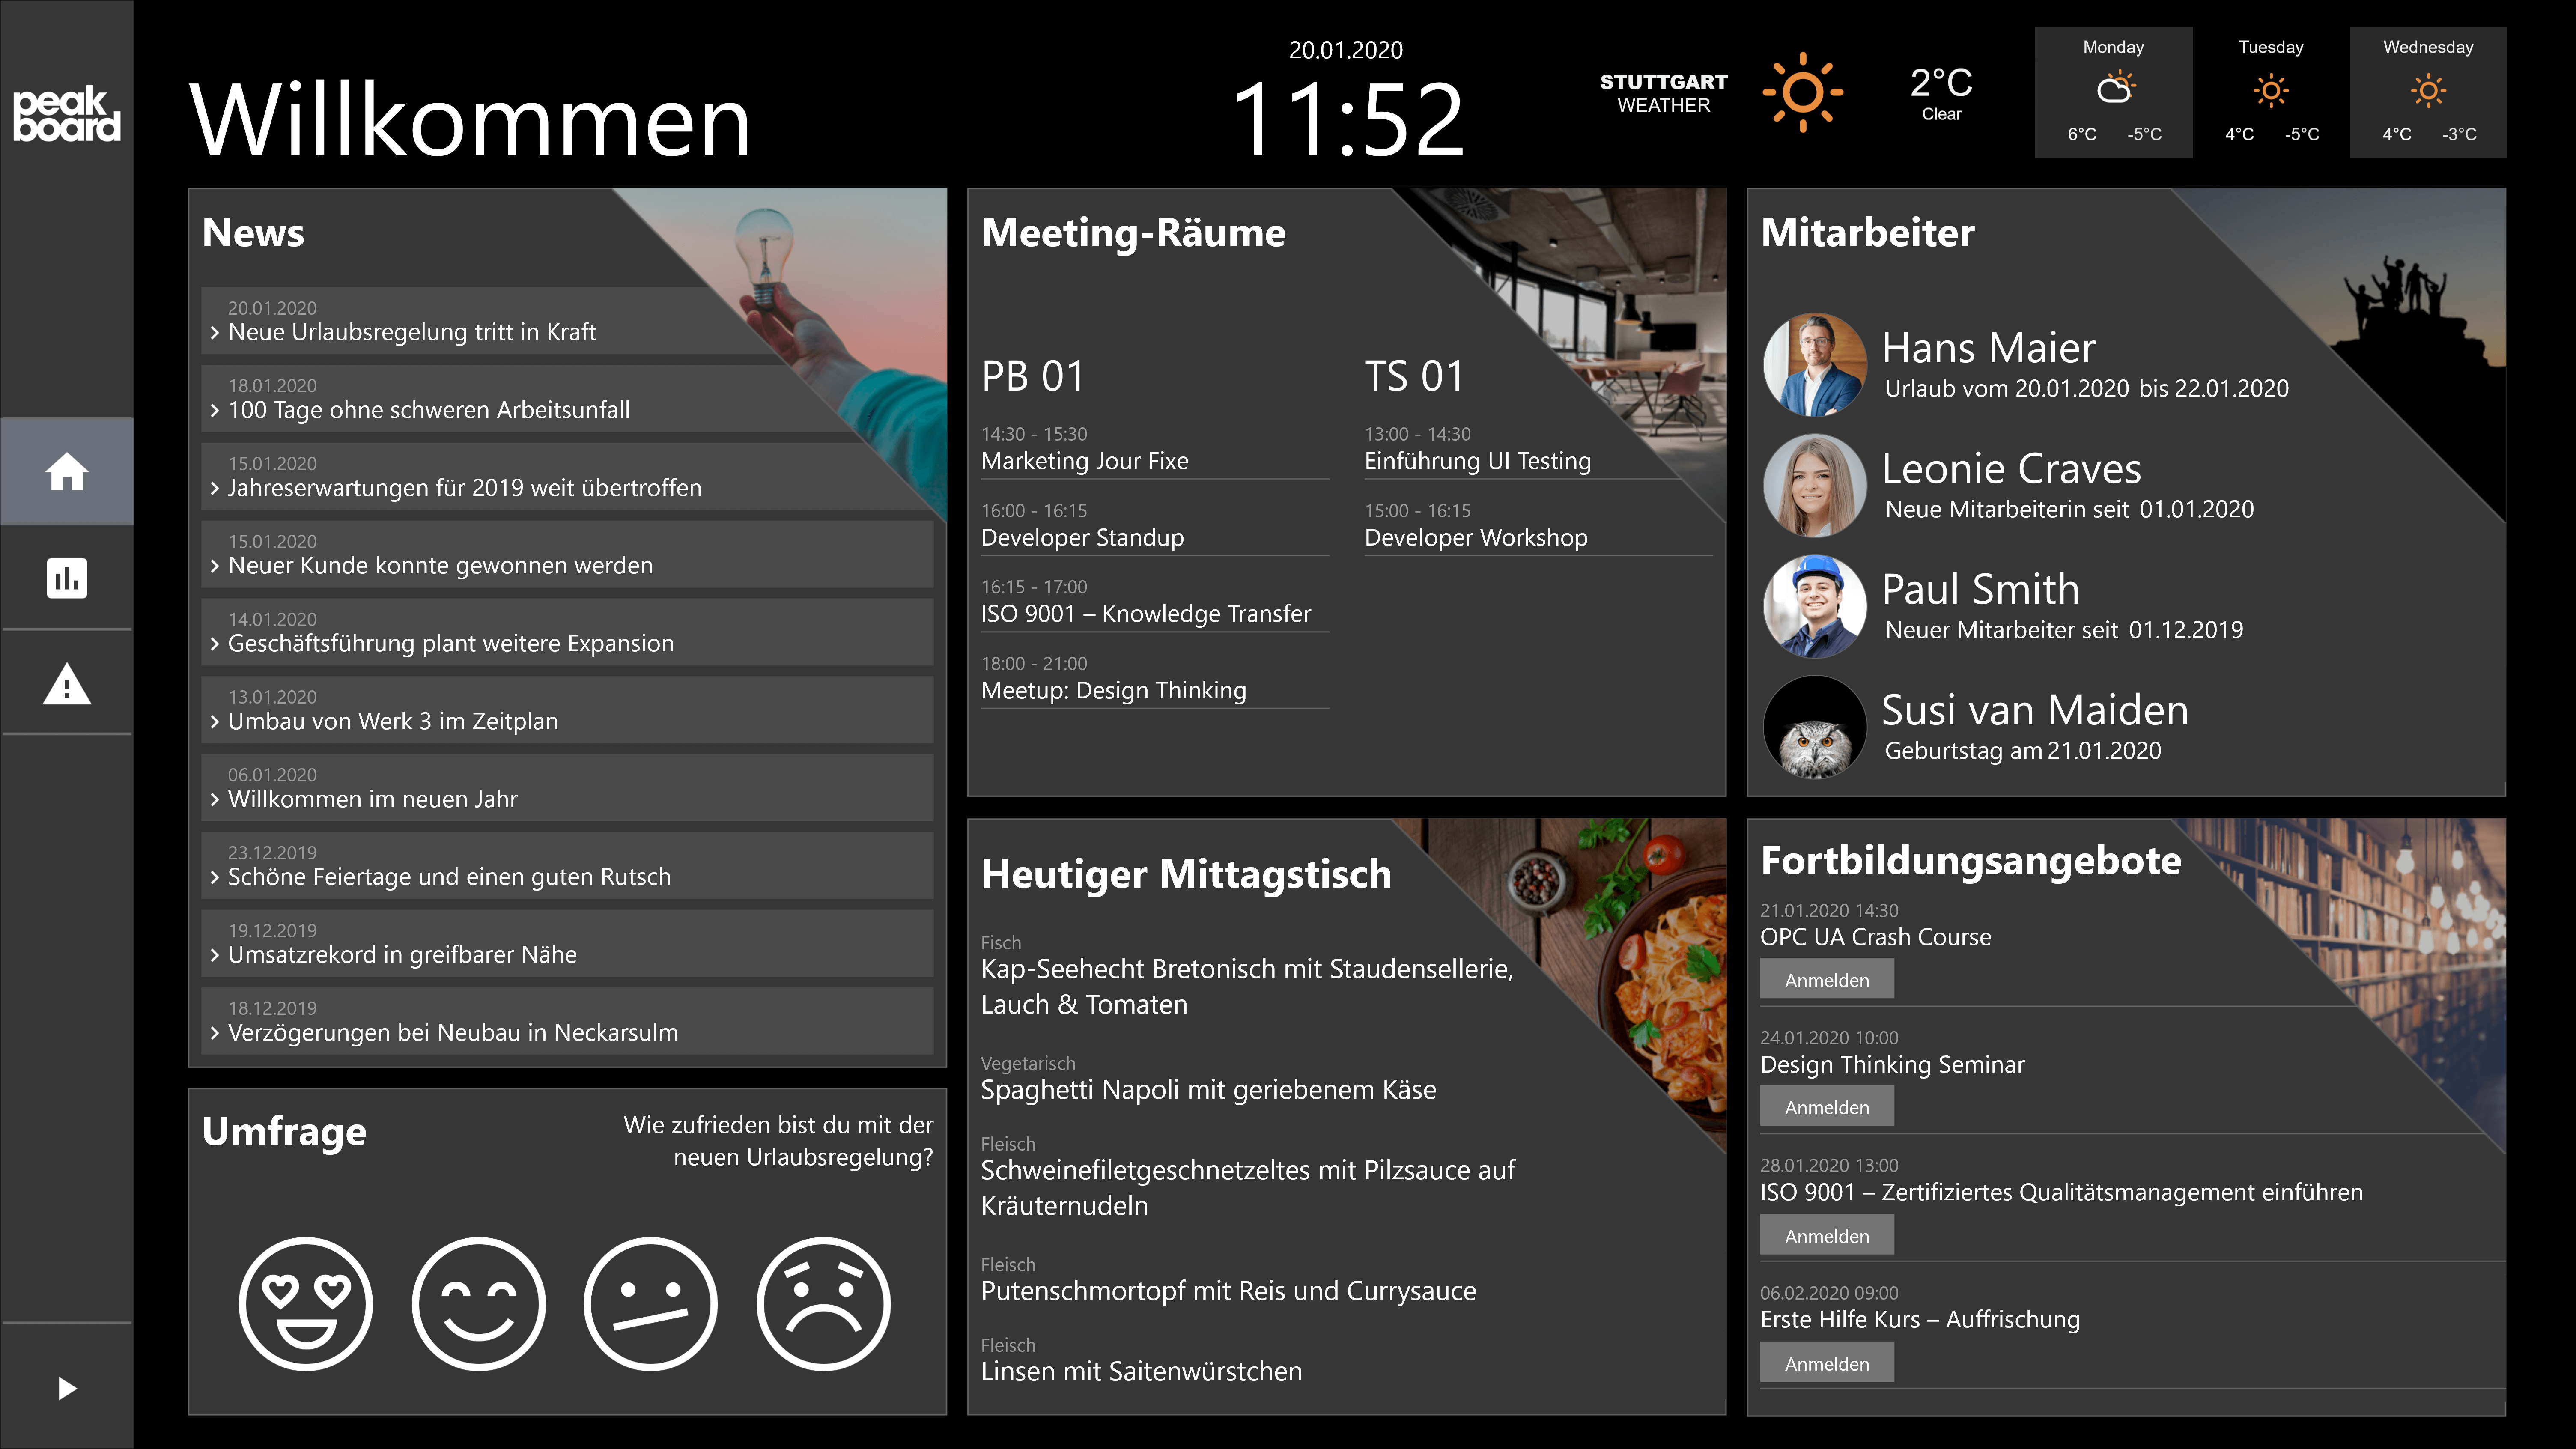 peak
board
Willkommen
20.01.2020
11:52
STUTTGART
WEATHER
2°C
Clear
Monday
6°C -5°C
Tuesday
4°C -5°C
Wednesday
4°C -3°C
News
20.01.2020
Neue Urlaubsregelung tritt in Kraft
18.01.2020
100 Tage ohne schweren Arbeitsunfall
15.01.2020
Jahreserwartungen für 2019 weit übertroffen
15.01.2020
Neuer Kunde konnte gewonnen werden
14.01.2020
Geschäftsführung plant weitere Expansion
13.01.2020
Umbau von Werk 3 im Zeitplan
06.01.2020
Willkommen im neuen Jahr
23.12.2019
Schöne Feiertage und einen guten Rutsch
19.12.2019
Umsatzrekord in greifbarer Nähe
18.12.2019
Verzögerungen bei Neubau in Neckarsulm
Umfrage
Wie zufrieden bist du mit der
neuen Urlaubsregelung?
Meeting-Räume
PB 01
14:30 - 15:30
Marketing Jour Fixe
16:00 - 16:15
Developer Standup
16:15 - 17:00
ISO 9001 – Knowledge Transfer
18:00 - 21:00
Meetup: Design Thinking
TS 01
13:00 - 14:30
Einführung UI Testing
15:00 - 16:15
Developer Workshop
Heutiger Mittagstisch
Fisch
Kap-Seehecht Bretonisch mit Staudensellerie,
Lauch & Tomaten
Vegetarisch
Spaghetti Napoli mit geriebenem Käse
Fleisch
Schweinefiletgeschnetzeltes mit Pilzsauce auf
Kräuternudeln
Fleisch
Putenschmortopf mit Reis und Currysauce
Fleisch
Linsen mit Saitenwürstchen
Mitarbeiter
Hans Maier
Urlaub vom 20.01.2020 bis 22.01.2020
Leonie Craves
Neue Mitarbeiterin seit 01.01.2020
Paul Smith
Neuer Mitarbeiter seit 01.12.2019
Susi van Maiden
Geburtstag am 21.01.2020
Fortbildungsangebote
21.01.2020 14:30
OPC UA Crash Course
Anmelden
24.01.2020 10:00
Design Thinking Seminar
Anmelden
28.01.2020 13:00
ISO 9001 – Zertifiziertes Qualitätsmanagement einführen
Anmelden
06.02.2020 09:00
Erste Hilfe Kurs – Auffrischung
Anmelden